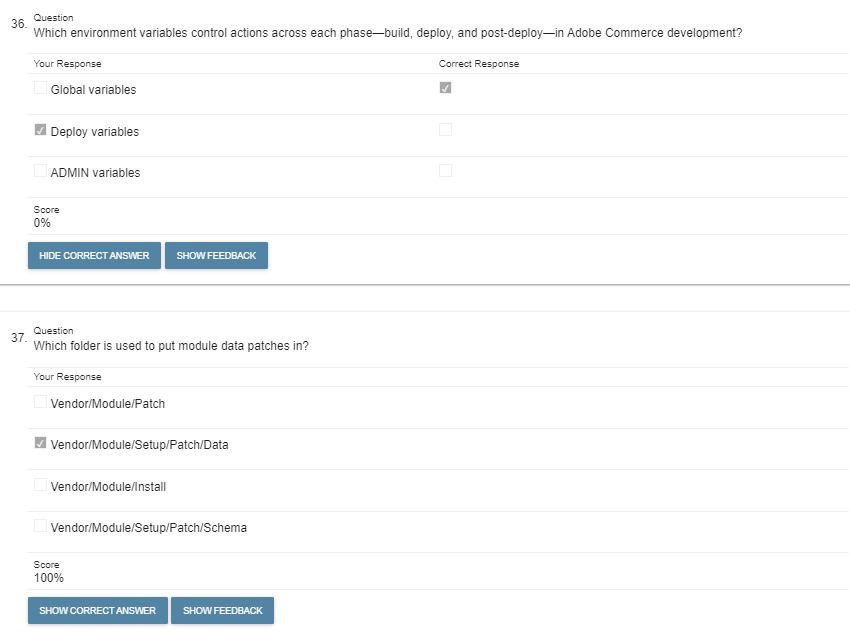 36.
Question
Which environment variables control actions across each phase—build, deploy, and post-deploy—in Adobe Commerce development?
Your Response Correct Response
Global variables
Deploy variables
ADMIN variables
Score
0%
HIDE CORRECT ANSWER SHOW FEEDBACK
37.
Question
Which folder is used to put module data patches in?
Your Response
Vendor/Module/Patch
Vendor/Module/Setup/Patch/Data
Vendor/Module/Install
Vendor/Module/Setup/Patch/Schema
Score
100%
SHOW CORRECT ANSWER SHOW FEEDBACK